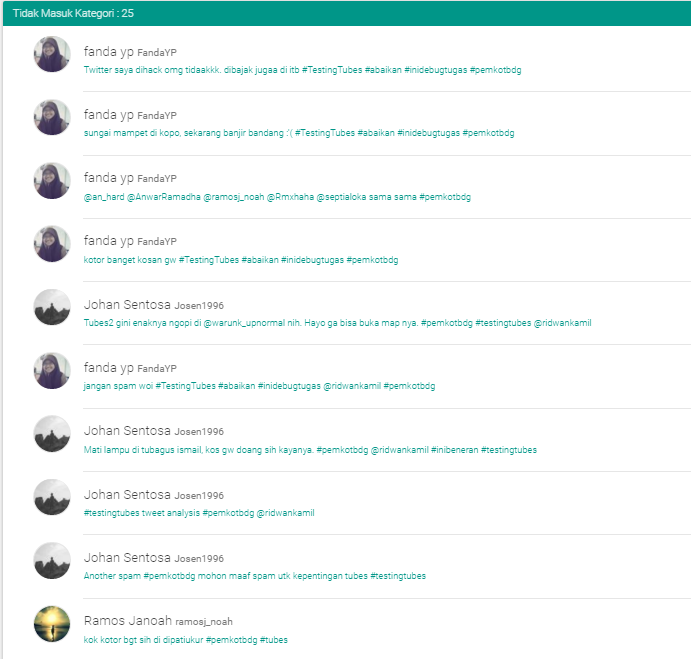 Tidak Masuk Kategori : 25
fanda yp FandaYP
Twitter saya dihack omg tidaakkk. dibajak jugaa di itb #TestingTubes #abaikan #inidebugtugas #pemkotbdg
fanda yp FandaYP
sungai mampet di kopo, sekarang banjir bandang :'( #TestingTubes #abaikan #inidebugtugas #pemkotbdg
fanda yp FandaYP
@an_hard @AnwarRamadha @ramosj_noah @Rmxhaha @septialoka sama sama #pemkotbdg
fanda yp FandaYP
kotor banget kosan gw #TestingTubes #abaikan #inidebugtugas #pemkotbdg
Johan Sentosa Josen1996
Tubes2 gini enaknya ngopi di @warunk_upnormal nih. Hayo ga bisa buka map nya. #pemkotbdg #testingtubes @ridwankamil
fanda yp FandaYP
jangan spam woi #TestingTubes #abaikan #inidebugtugas @ridwankamil #pemkotbdg
Johan Sentosa Josen1996
Mati lampu di tubagus ismail, kos gw doang sih kayanya. #pemkotbdg @ridwankamil #inibeneran #testingtubes
Johan Sentosa Josen1996
#testingtubes tweet analysis #pemkotbdg @ridwankamil
Johan Sentosa Josen1996
Another spam #pemkotbdg mohon maaf spam utk kepentingan tubes #testingtubes
Ramos Janoah ramosj_noah
kok kotor bgt sih di dipatiukur #pemkotbdg #tubes